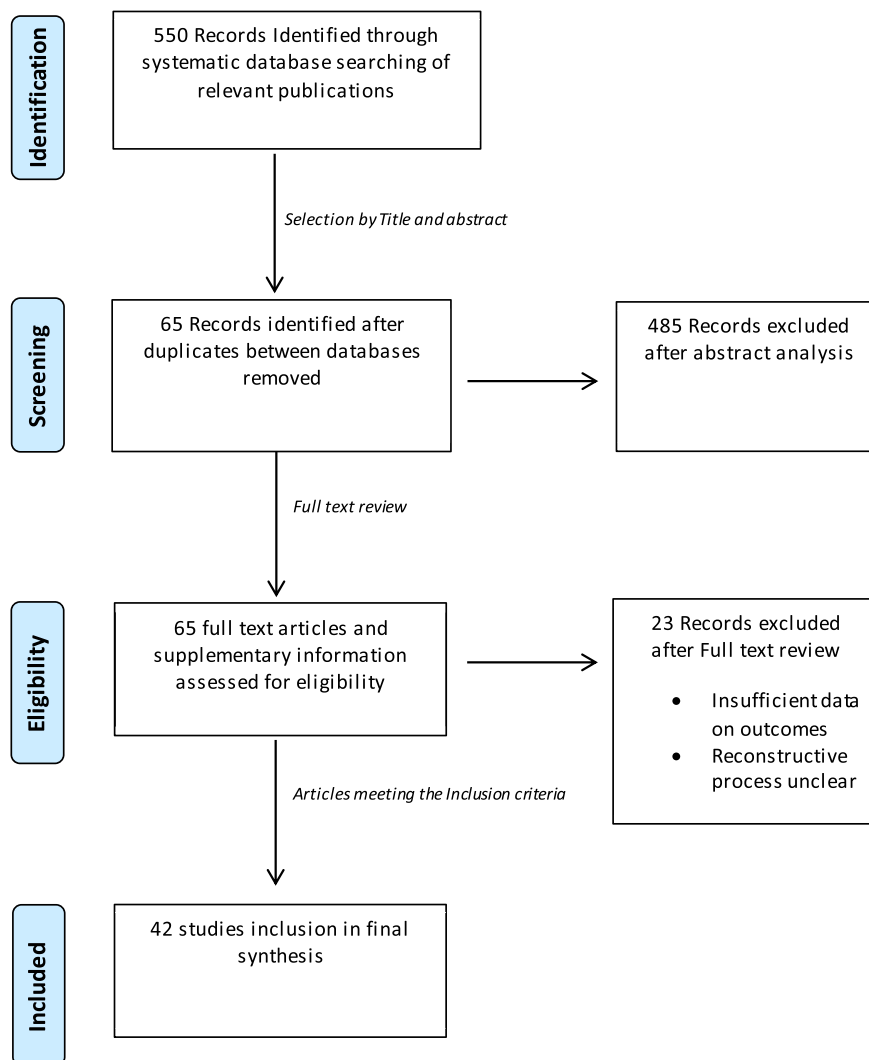 Identification
550 Records Identified through
systematic database searching of
relevant publications
Selection by Title and abstract
Screening
65 Records identified after
duplicates between databases
removed
485 Records excluded
after abstract analysis
Full text review
Eligibility
65 full text articles and
supplementary information
assessed for eligibility
23 Records excluded
after Full text review
• Insufficient data
on outcomes
• Reconstructive
process unclear
Articles meeting the Inclusion criteria
Included
42 studies inclusion in final
synthesis